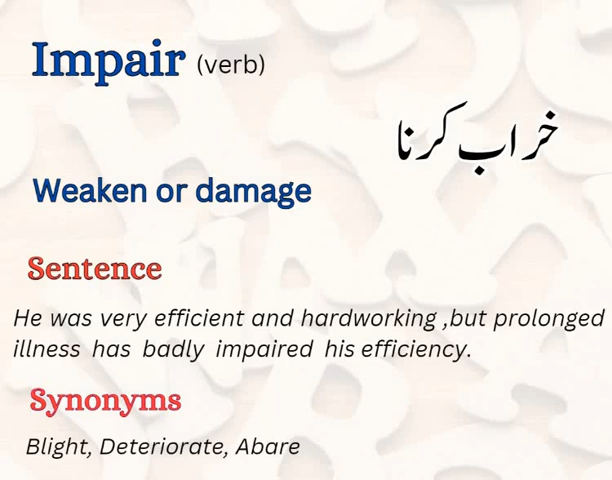 Impair (verb)
خراب کرنا
Weaken or damage
Sentence
He was very efficient and hardworking ,but prolonged
illness has badly impaired his efficiency.
Synonyms
Blight, Deteriorate, Abare